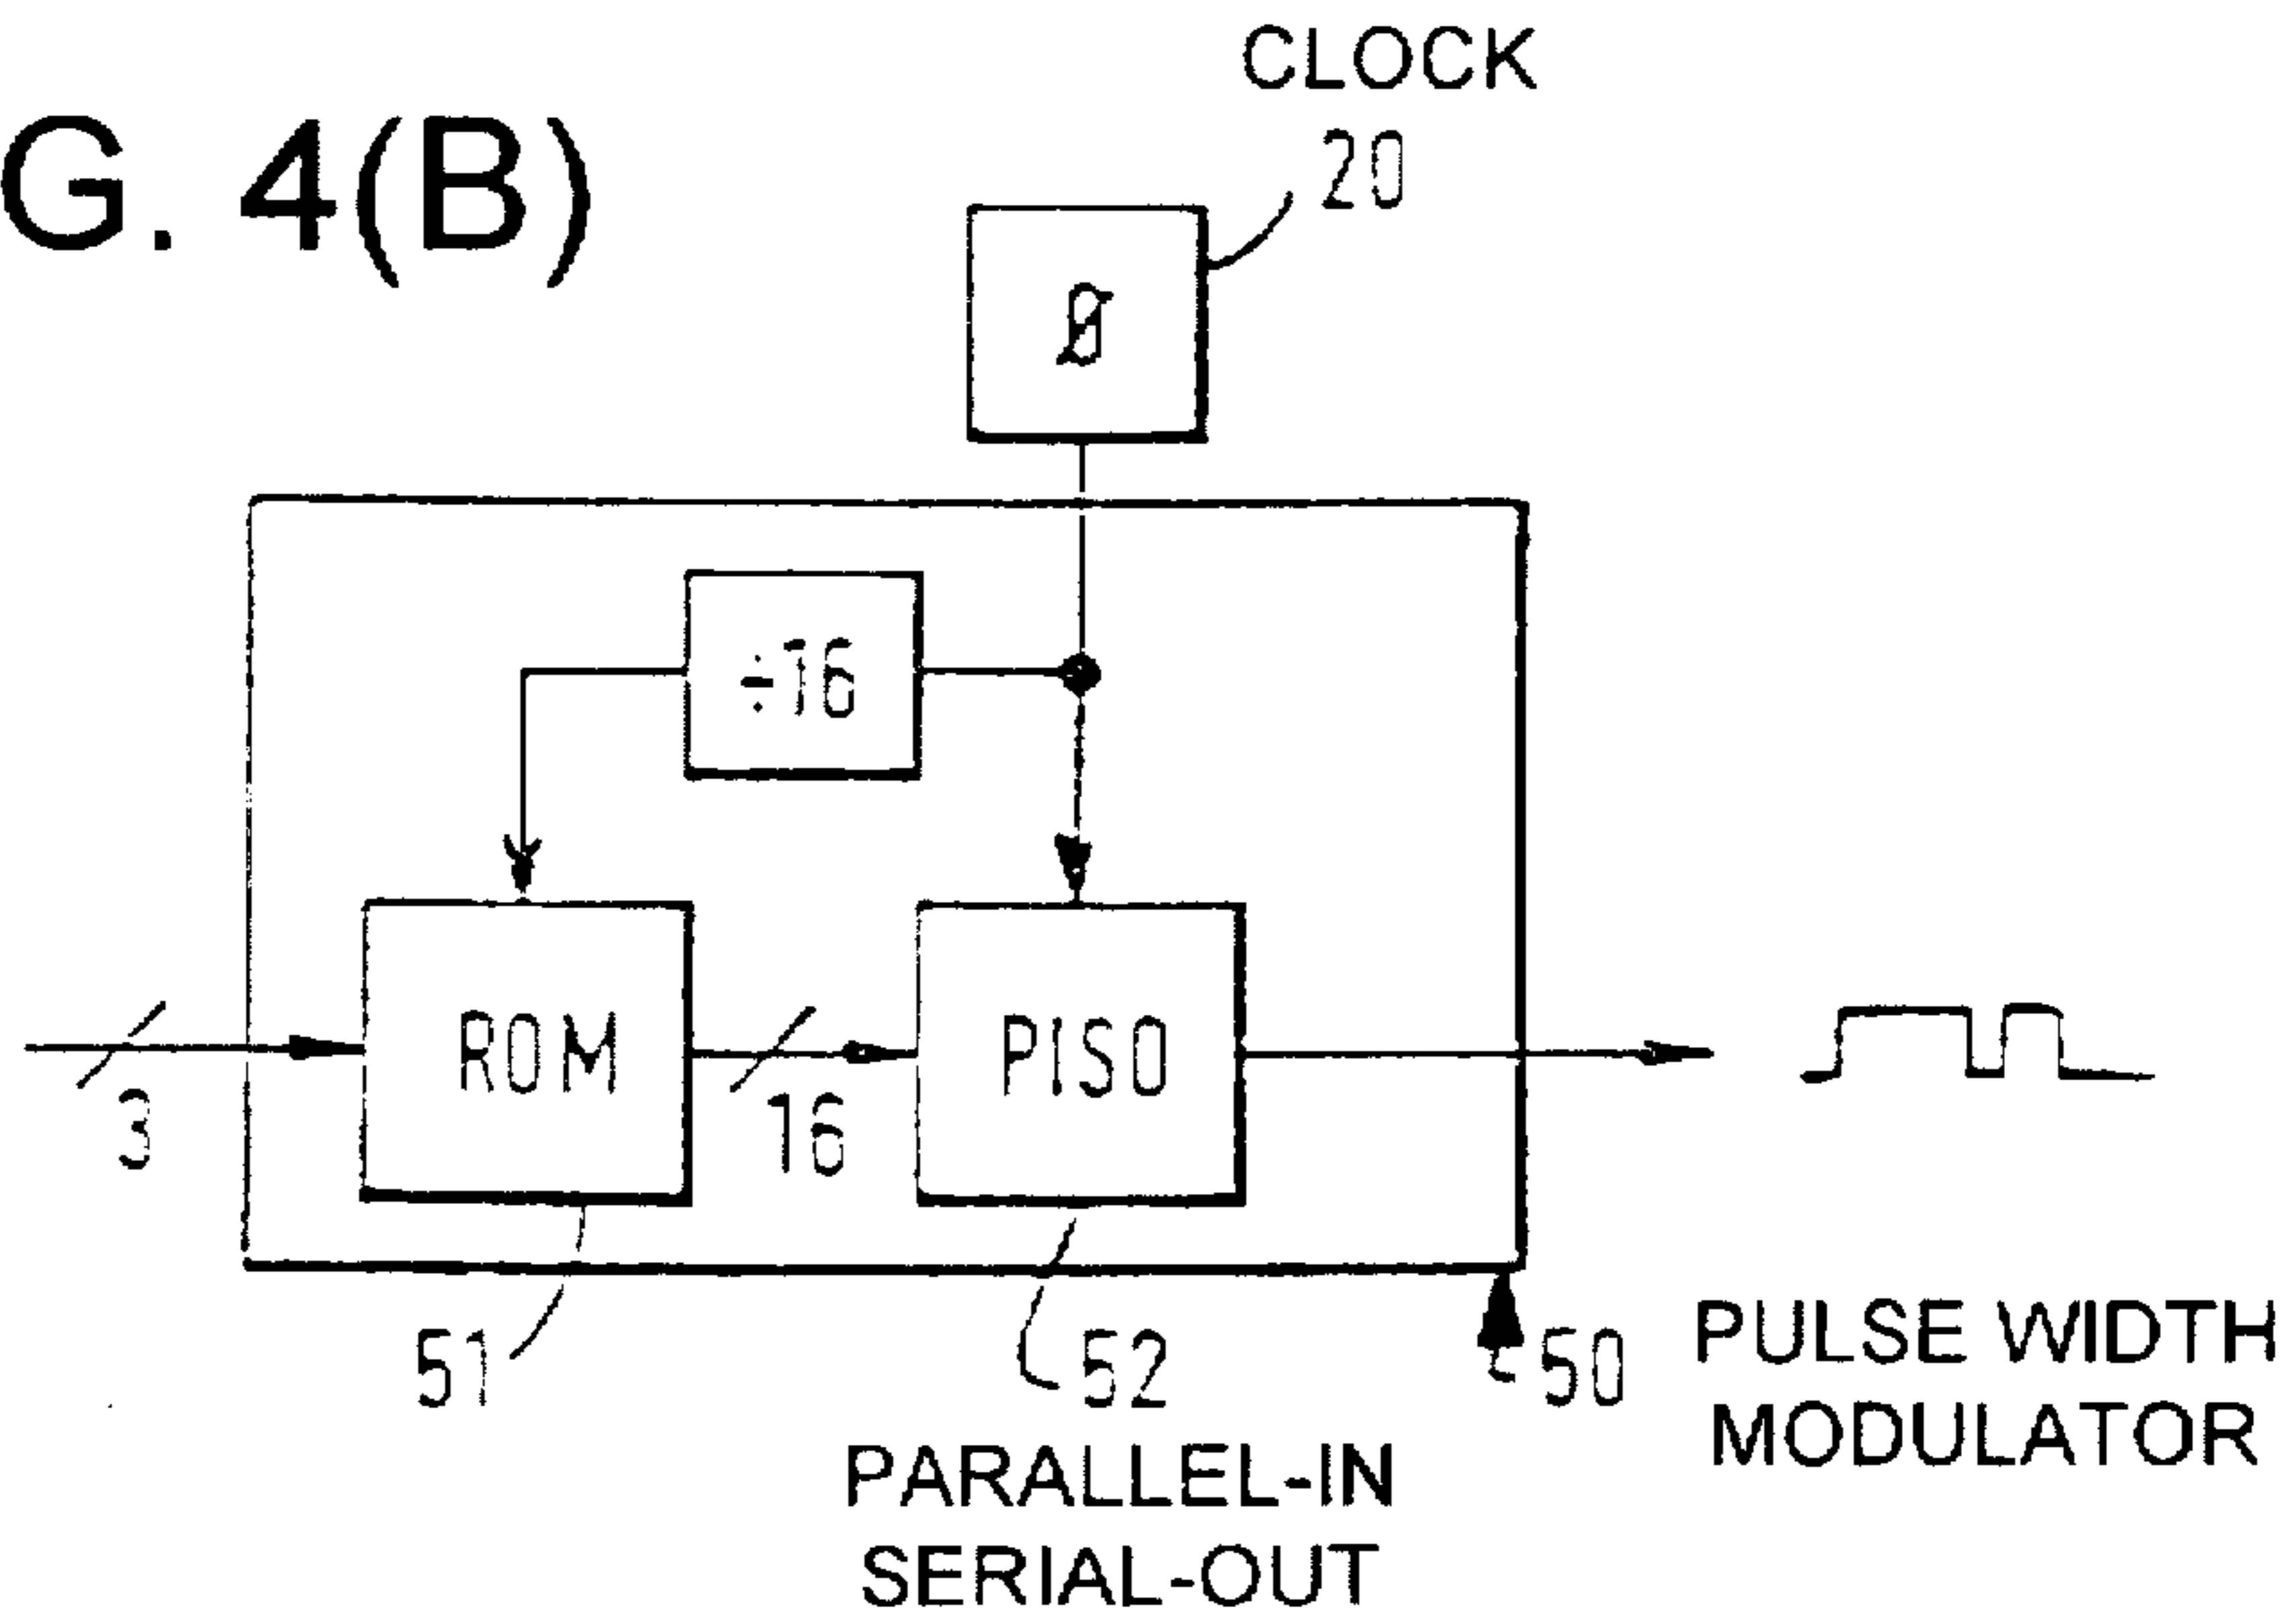 CLOCK
G. 4(B)
20
Ø
÷16
ROM
PISO
3
16
51
52
50
PULSE WIDTH
MODULATOR
PARALLEL-IN
SERIAL-OUT